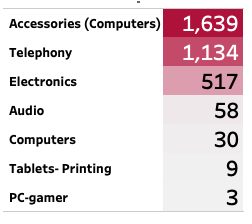 Accessories (Computers) 1,639
Telephony 1,134
Electronics 517
Audio 58
Computers 30
Tablets- Printing 9
PC-gamer 3